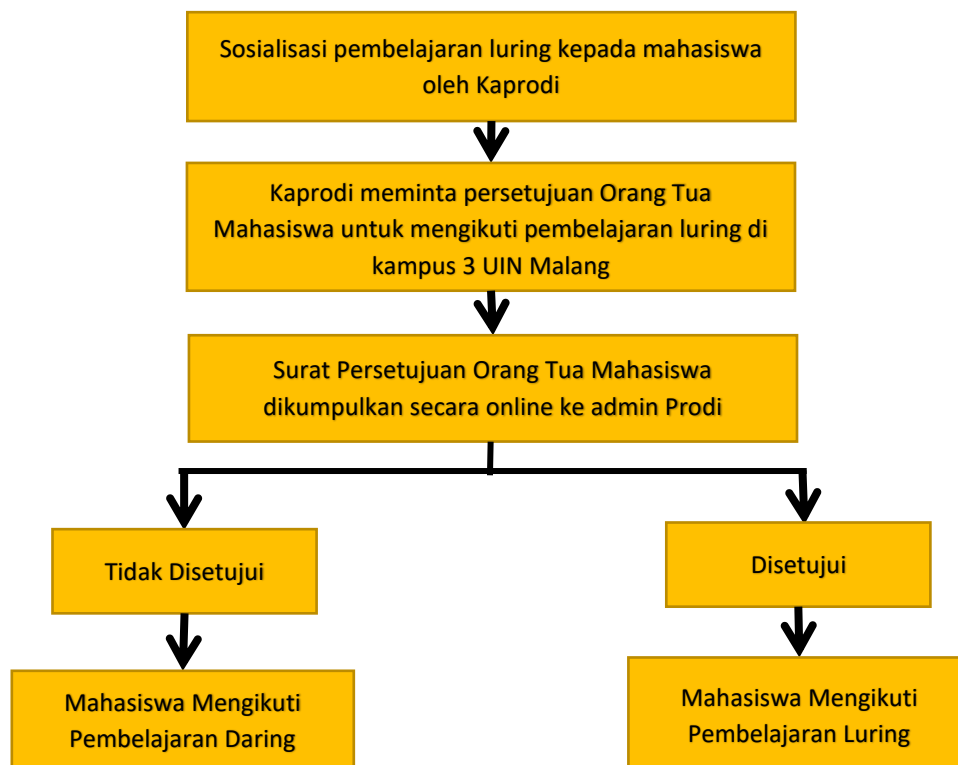 Sosialisasi pembelajaran luring kepada mahasiswa
oleh Kaprodi
Kaprodi meminta persetujuan Orang Tua
Mahasiswa untuk mengikuti pembelajaran luring di
kampus 3 UIN Malang
Surat Persetujuan Orang Tua Mahasiswa
dikumpulkan secara online ke admin Prodi
Tidak Disetujui
Disetujui
Mahasiswa Mengikuti
Pembelajaran Daring
Mahasiswa Mengikuti
Pembelajaran Luring